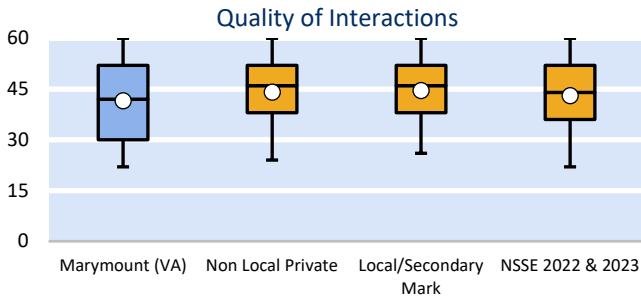 Quality of Interactions
60
45
30
15
0
Marymount (VA)
Non Local Private
Local/Secondary
Mark
NSSE 2022 & 2023